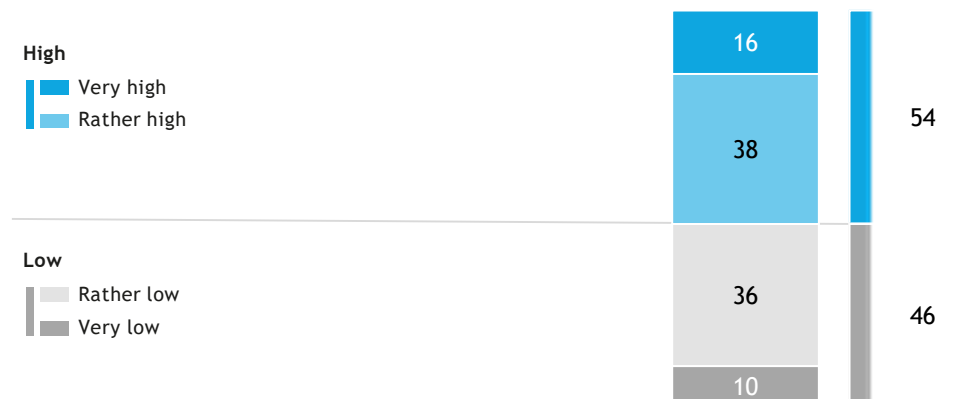 High
Very high
Rather high
16
38
54
Low
Rather low
Very low
36
10
46